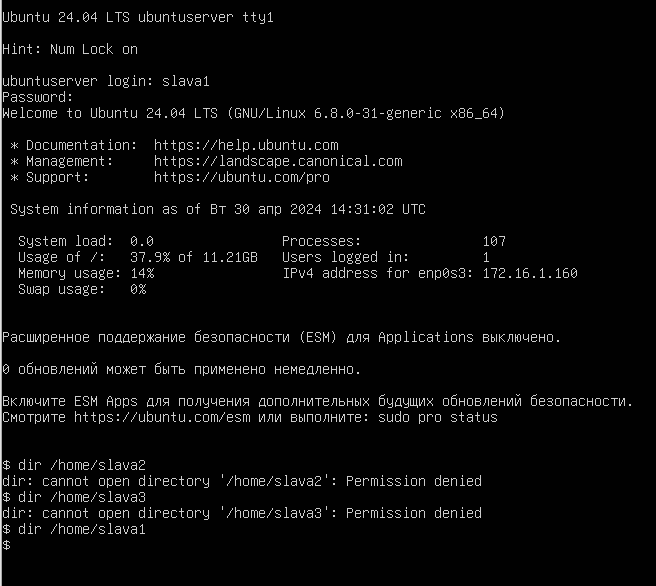 Ubuntu 24.04 LTS ubuntuserver tty1
Hint: Num Lock on
ubuntuserver login: slava1
Password:
Welcome to Ubuntu 24.04 LTS (GNU/Linux 6.8.0-31-generic x86_64)
* Documentation:  https://help.ubuntu.com
* Management:     https://landscape.canonical.com
* Support:        https://ubuntu.com/pro
System information as of Вт 30 апр 2024 14:31:02 UTC
System load:  0.0                Processes:               107
Usage of /:   37.9% of 11.21GB   Users logged in:         1
Memory usage: 14%                IPv4 address for enp0s3: 172.16.1.160
Swap usage:   0%
Расширенное поддержание безопасности (ESM) для Applications выключено.
0 обновлений может быть применено немедленно.
Включите ESM Apps для получения дополнительных будущих обновлений безопасности.
Смотрите https://ubuntu.com/esm или выполните: sudo pro status
$ dir /home/slava2
dir: cannot open directory '/home/slava2': Permission denied
$ dir /home/slava3
dir: cannot open directory '/home/slava3': Permission denied
$ dir /home/slava1
$